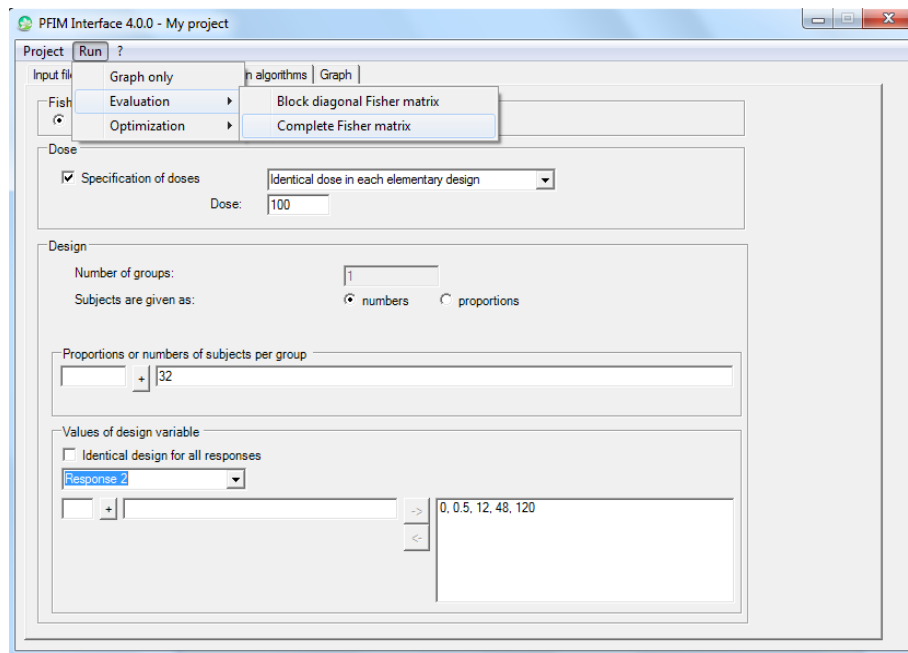 PFIM Interface 4.0.0 - My project
Project Run ?
Input fil
n algorithms Graph
Graph only
Evaluation
Optimization
Block diagonal Fisher matrix
Complete Fisher matrix
Fish
Dose
Specification of doses Identical dose in each elementary design
Dose: 100
Design
Number of groups: 1
Subjects are given as: numbers proportions
Proportions or numbers of subjects per group
+ 32
Values of design variable
Identical design for all responses
Response 2
+ -> 0, 0.5, 12, 48, 120
<-